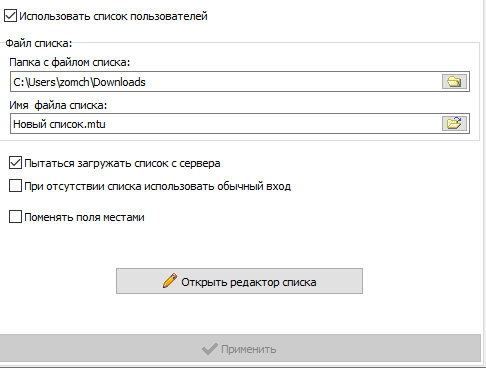 Использовать список пользователей
Файл списка:
Папка с файлом списка:
C:\Users\zomch\Downloads
Имя файла списка:
Новый список.mtu
Пытаться загружать список с сервера
При отсутствии списка использовать обычный вход
Поменять поля местами
Открыть редактор списка
Применить